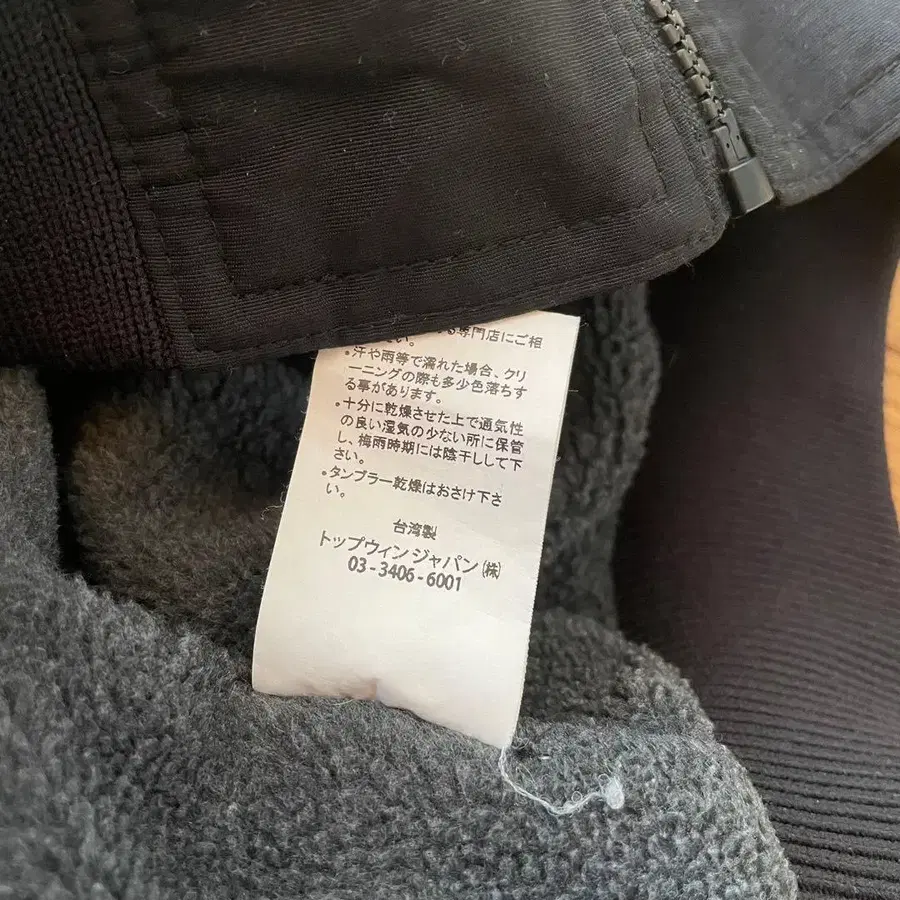 る専門店にご相
さい。
・汗や雨等で濡れた場合、クリ
ーニングの際も多少色落ちす
る事があります。
・十分に乾燥させた上で通気性
の良い湿気の少ない所に保管
し、梅雨時期には陰干しして下
さい。
・タンブラー乾燥はおさけ下さ
い。
台湾製
トップウィン ジャパン ㈱
03 - 3406 - 6001